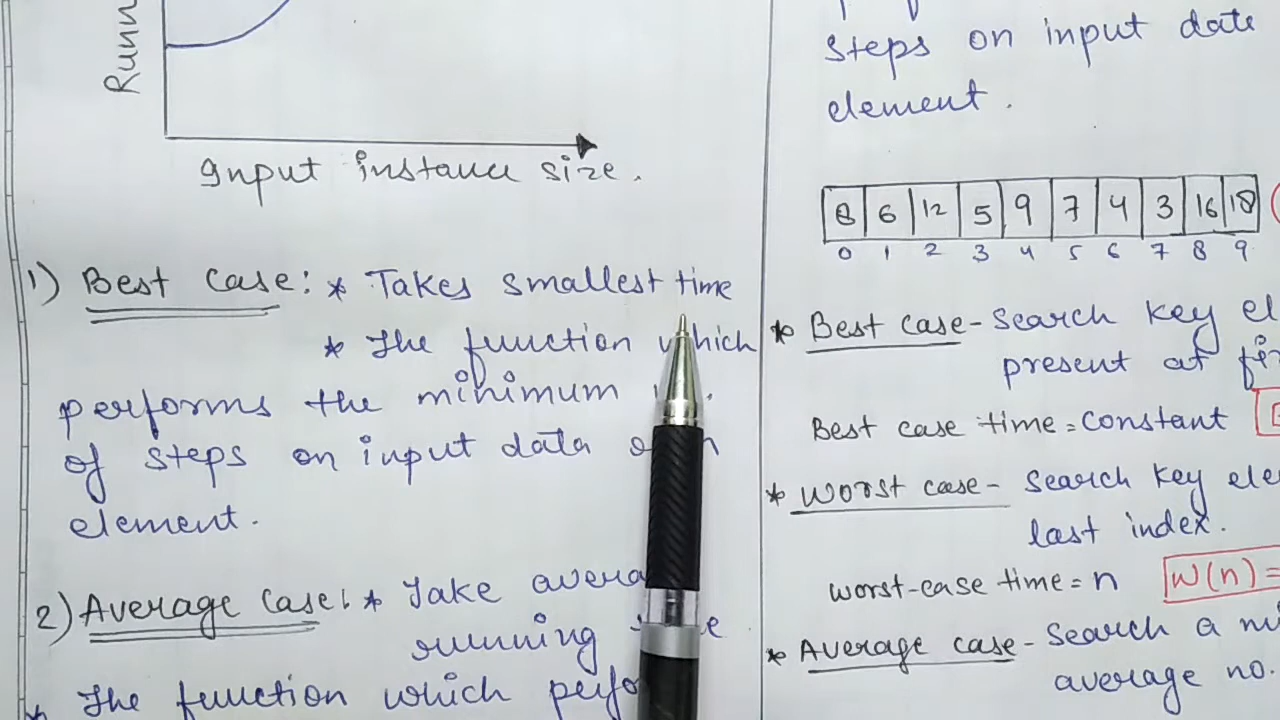 Runn
Input instance size.
1) Best case: * Takes smallest time
* The function which
performs the minimum
of steps on input data
element.
2) Average case: * Take
running
* The function which
steps on input date
element.
8 6 12 5 9 7 4 3 16 18
0 1 2 3 4 5 6 7 8 9
* Best case - Search key el
present at fir
Best case time = constant
* Worst case - Search key ele
last index.
worst-case time = n W(n) =
* Average case - Search a
average no.